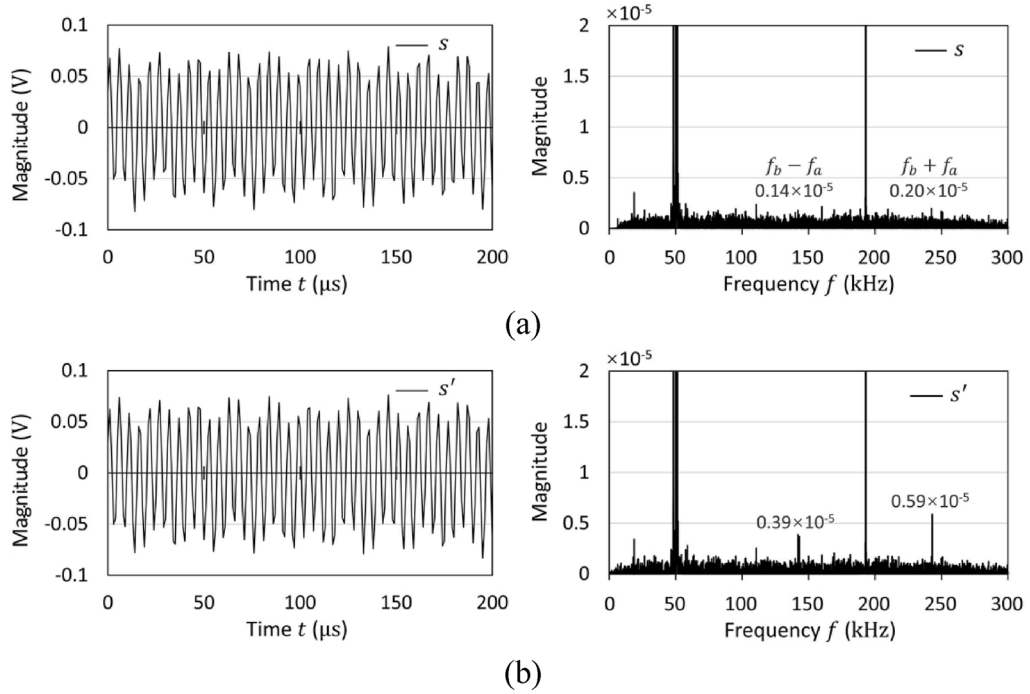 0.1
0.05
0
-0.05
-0.1
Magnitude (V)
s
0 50 100 150 200
Time t (μs)
×10⁻⁵
2
1.5
1
0.5
0
Magnitude
s
f_b − f_a
0.14×10⁻⁵
f_b + f_a
0.20×10⁻⁵
0 50 100 150 200 250 300
Frequency f (kHz)
(a)
0.1
0.05
0
-0.05
-0.1
Magnitude (V)
s′
0 50 100 150 200
Time t (μs)
×10⁻⁵
2
1.5
1
0.5
0
Magnitude
s′
0.39×10⁻⁵
0.59×10⁻⁵
0 50 100 150 200 250 300
Frequency f (kHz)
(b)